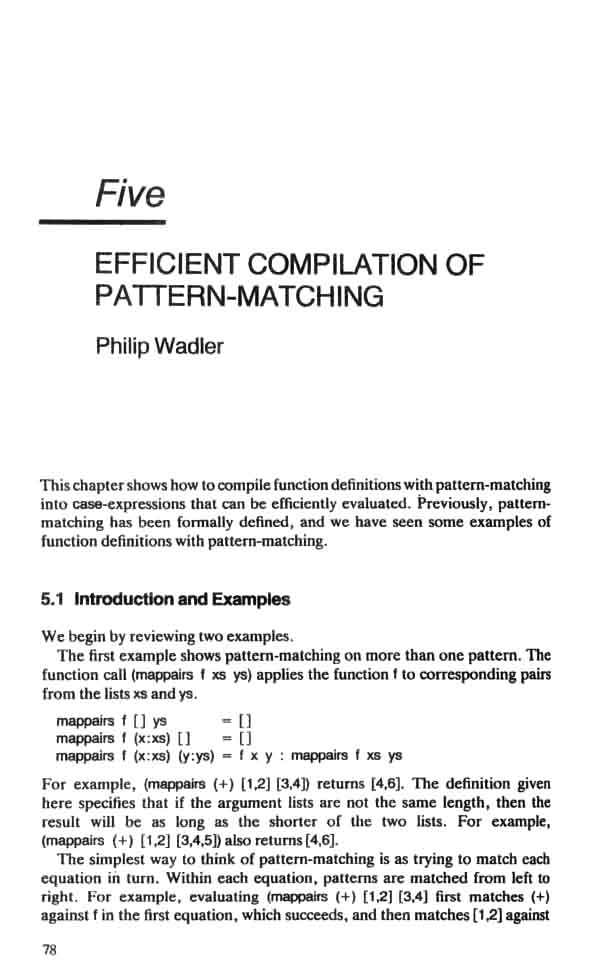 Five
EFFICIENT COMPILATION OF
PATTERN-MATCHING
Philip Wadler
This chapter shows how to compile function definitions with pattern-matching
into case-expressions that can be efficiently evaluated. Previously, pattern-
matching has been formally defined, and we have seen some examples of
function definitions with pattern-matching.
5.1 Introduction and Examples
We begin by reviewing two examples.
The first example shows pattern-matching on more than one pattern. The
function call (mappairs f xs ys) applies the function f to corresponding pairs
from the lists xs and ys.
mappairs f [] ys = []
mappairs f (x:xs) [] = []
mappairs f (x:xs) (y:ys) = f x y : mappairs f xs ys
For example, (mappairs (+) [1,2] [3,4]) returns [4,6]. The definition given
here specifies that if the argument lists are not the same length, then the
result will be as long as the shorter of the two lists. For example,
(mappairs (+) [1,2] [3,4,5]) also returns [4,6].
The simplest way to think of pattern-matching is as trying to match each
equation in turn. Within each equation, patterns are matched from left to
right. For example, evaluating (mappairs (+) [1,2] [3,4] first matches (+)
against f in the first equation, which succeeds, and then matches [1,2] against
78